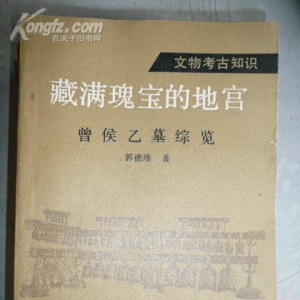 Kongfz.com
孔夫子旧书网
文物考古知识
藏满瑰宝的地宫
曾侯乙墓综览
郭德维 著